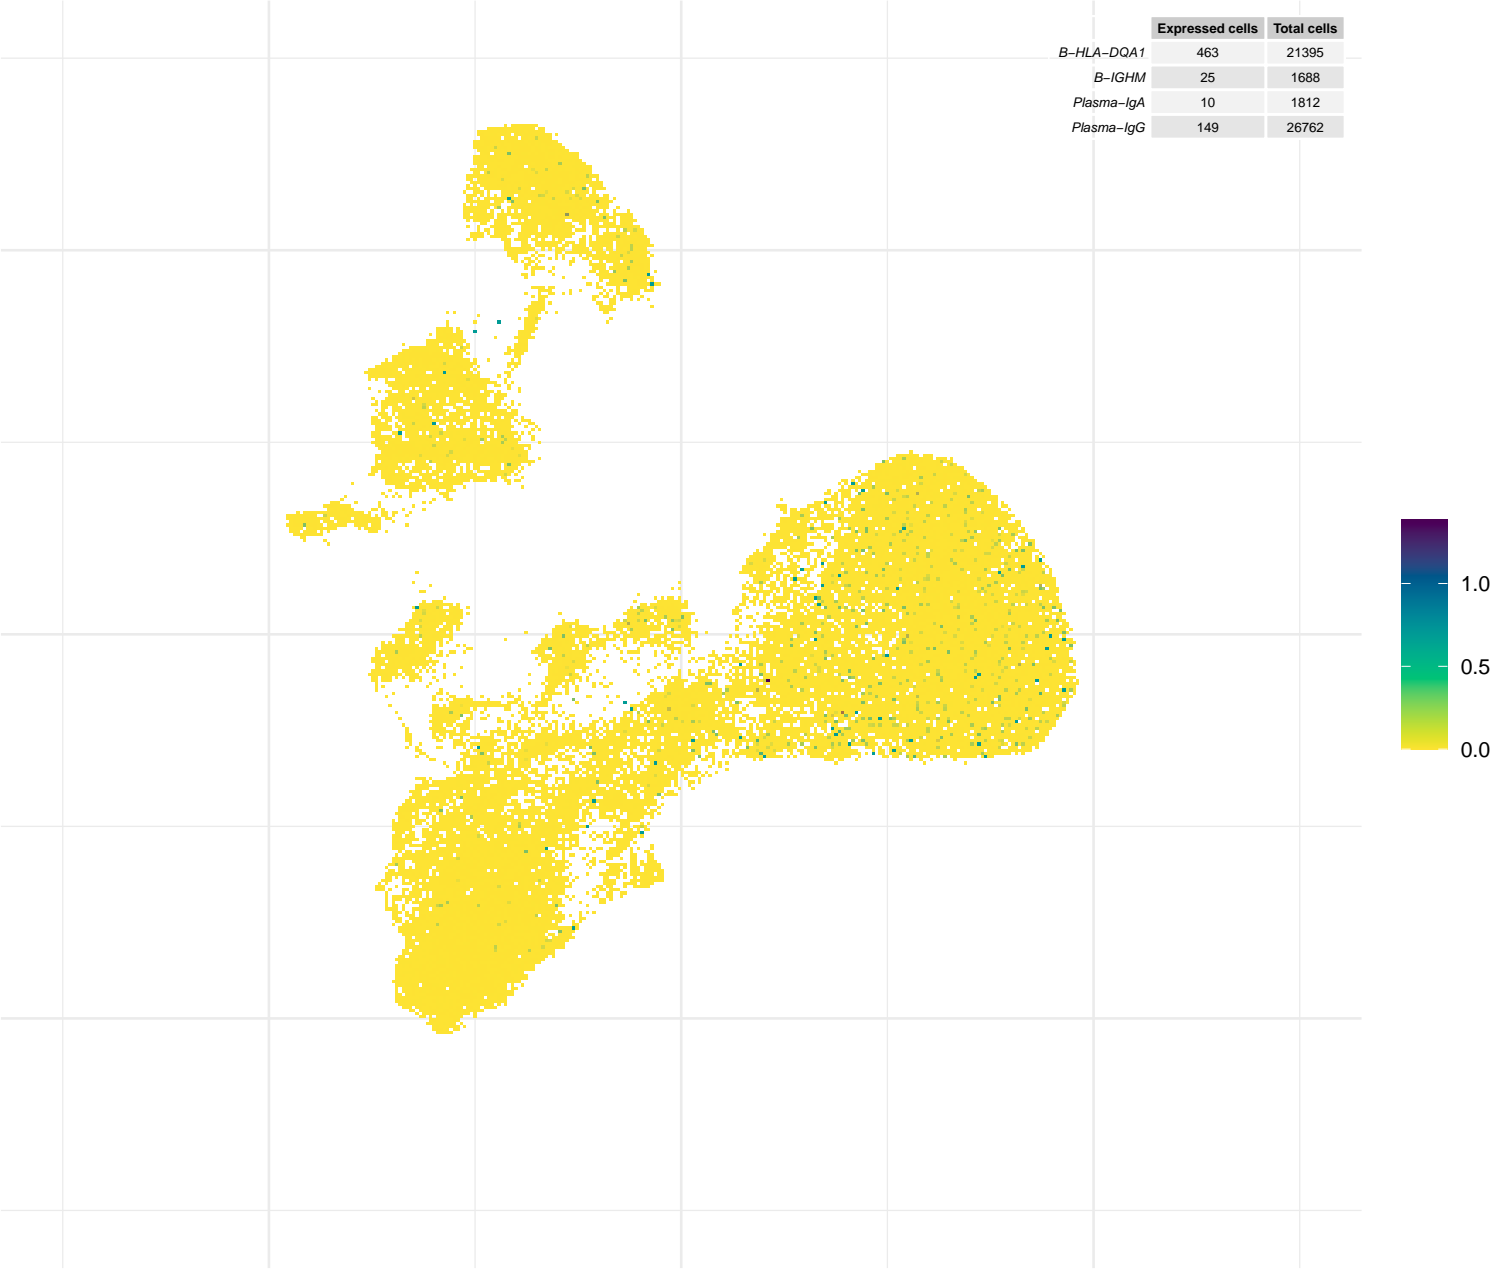 Expressed cells Total cells
B−HLA−DQA1 463 21395
B−IGHM 25 1688
Plasma−IgA 10 1812
Plasma−IgG 149 26762
1.0
0.5
0.0